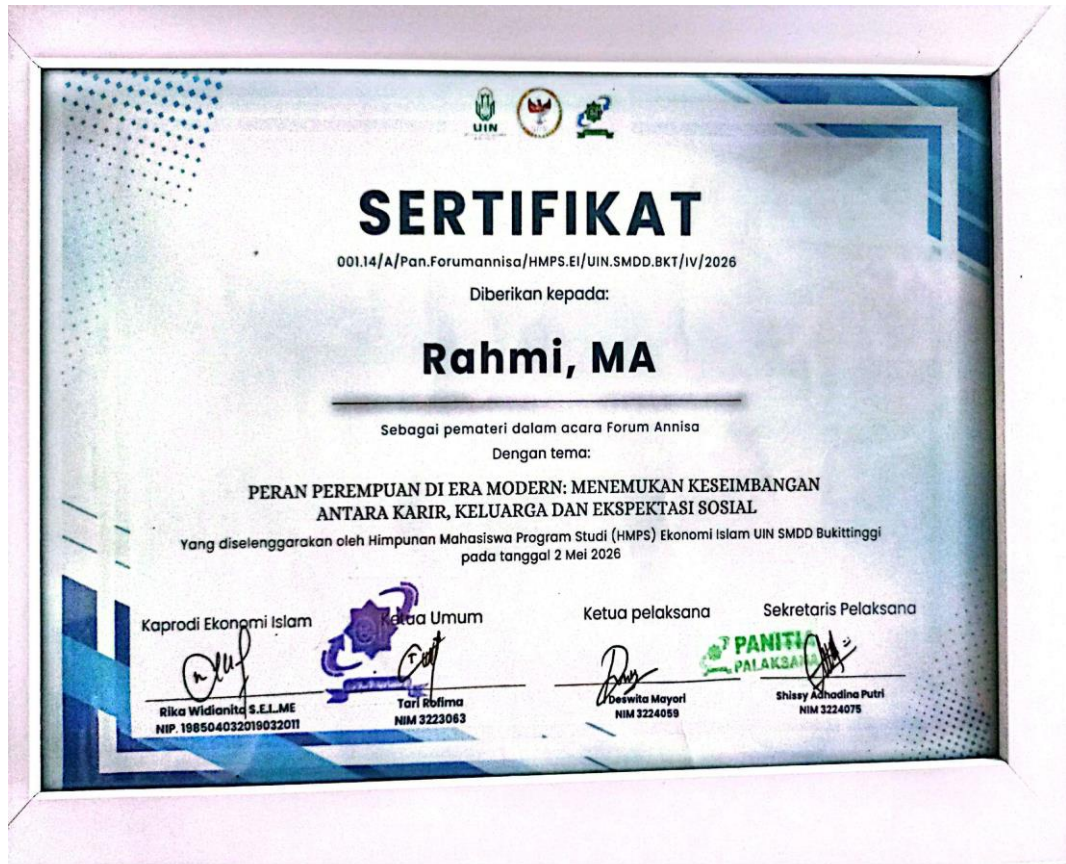 UIN
SERTIFIKAT
001.14/A/Pan.Forumannisa/HMPS.EI/UIN.SMDD.BKT/IV/2026
Diberikan kepada:
Rahmi, MA
Sebagai pemateri dalam acara Forum Annisa
Dengan tema:
PERAN PEREMPUAN DI ERA MODERN: MENEMUKAN KESEIMBANGAN
ANTARA KARIR, KELUARGA DAN EKSPEKTASI SOSIAL
Yang diselenggarakan oleh Himpunan Mahasiswa Program Studi (HMPS) Ekonomi Islam UIN SMDD Bukittinggi
pada tanggal 2 Mei 2026
Kaprodi Ekonomi Islam
Rika Widianita S.E.I.,ME
NIP. 198504032019032011
Ketua Umum
Tari Rofima
NIM 3223063
Ketua pelaksana
Deswita Mayori
NIM 3224059
PANITIA
PALAKSANA
Sekretaris Pelaksana
Shissy Adhadina Putri
NIM 3224075